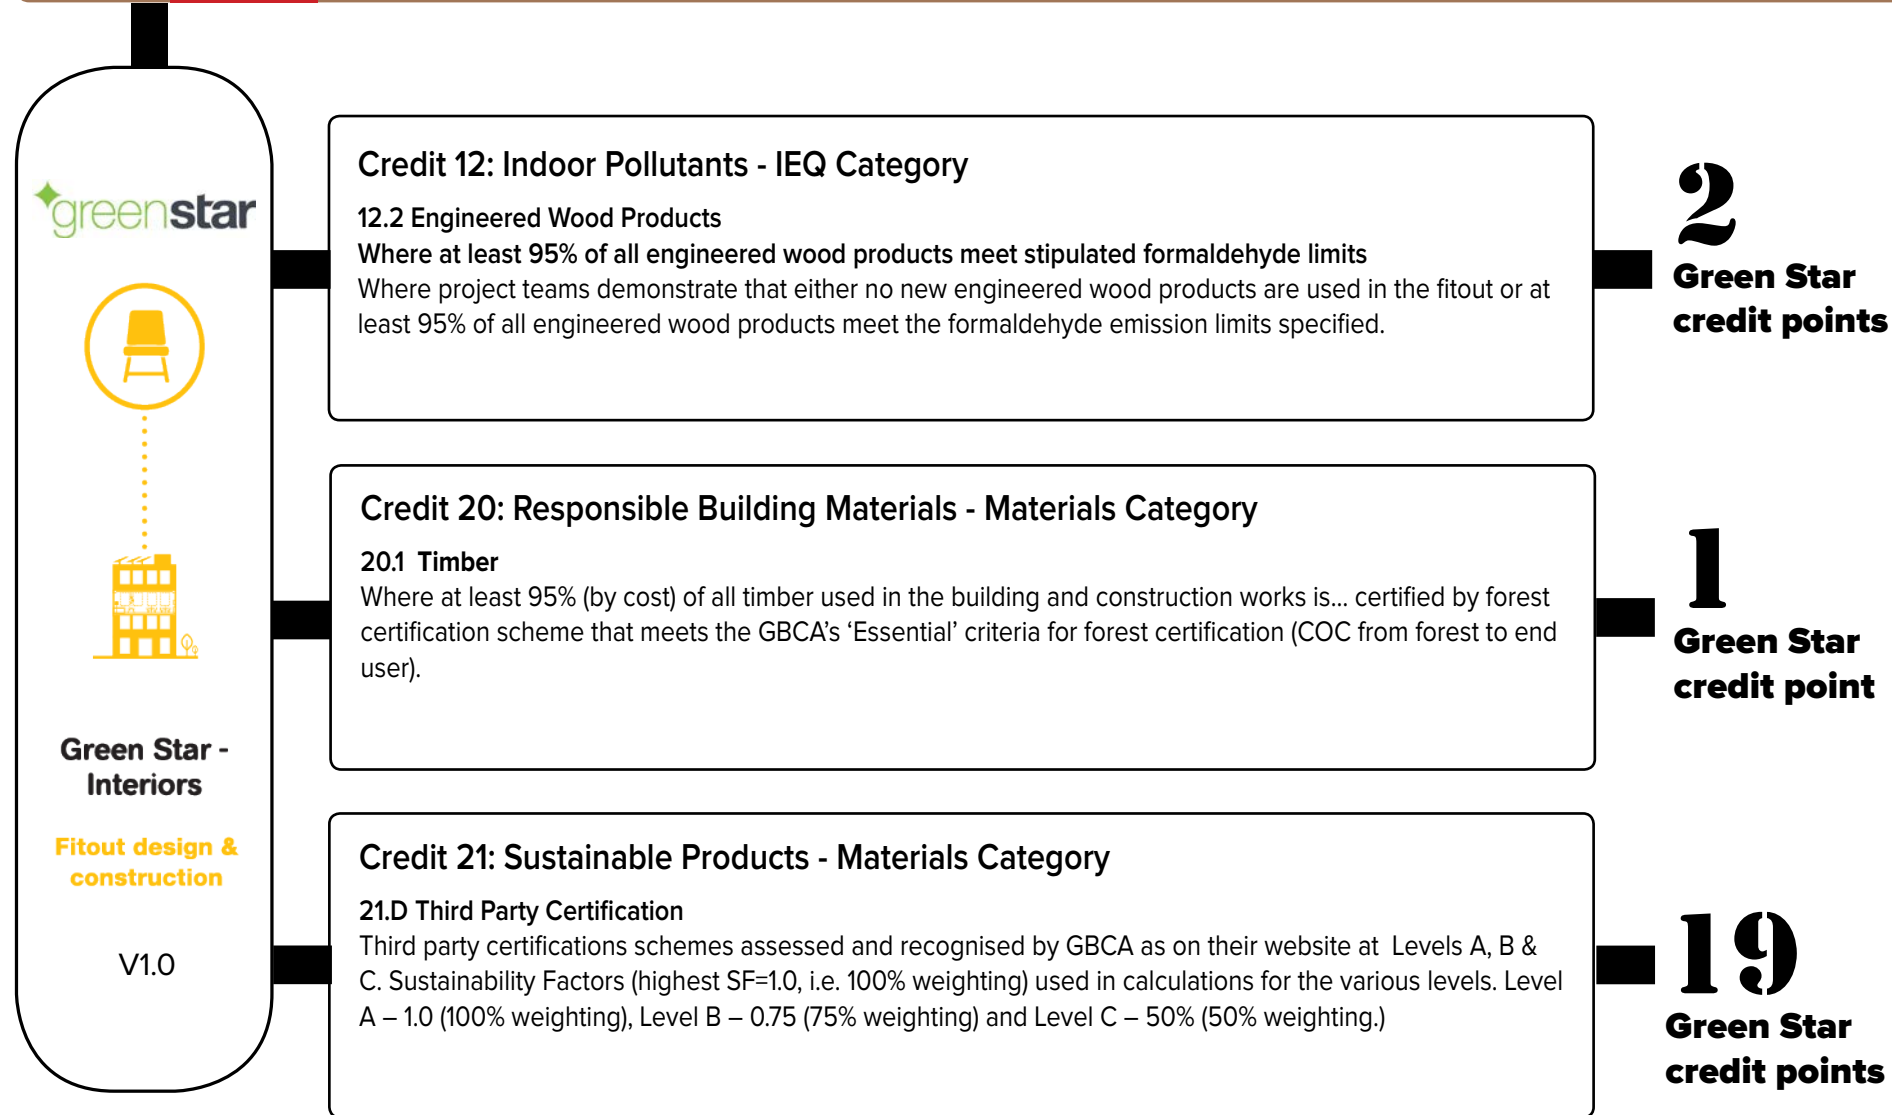 greenstar
Green Star -
Interiors
Fitout design &
construction
V1.0
Credit 12: Indoor Pollutants - IEQ Category
12.2 Engineered Wood Products
Where at least 95% of all engineered wood products meet stipulated formaldehyde limits
Where project teams demonstrate that either no new engineered wood products are used in the fitout or at
least 95% of all engineered wood products meet the formaldehyde emission limits specified.
2
Green Star
credit points
Credit 20: Responsible Building Materials - Materials Category
20.1 Timber
Where at least 95% (by cost) of all timber used in the building and construction works is... certified by forest
certification scheme that meets the GBCA's 'Essential' criteria for forest certification (COC from forest to end
user).
1
Green Star
credit point
Credit 21: Sustainable Products - Materials Category
21.D Third Party Certification
Third party certifications schemes assessed and recognised by GBCA as on their website at Levels A, B &
C. Sustainability Factors (highest SF=1.0, i.e. 100% weighting) used in calculations for the various levels. Level
A – 1.0 (100% weighting), Level B – 0.75 (75% weighting) and Level C – 50% (50% weighting.)
19
Green Star
credit points